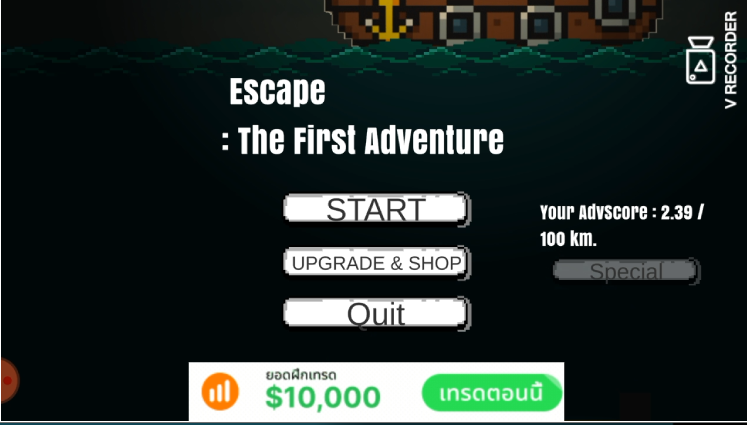 Escape
: The First Adventure
START
UPGRADE & SHOP
Quit
Your AdvScore : 2.39 /
100 km.
Special
V RECORDER
ยอดฝึกเทรด
$10,000
เทรดตอนนี้